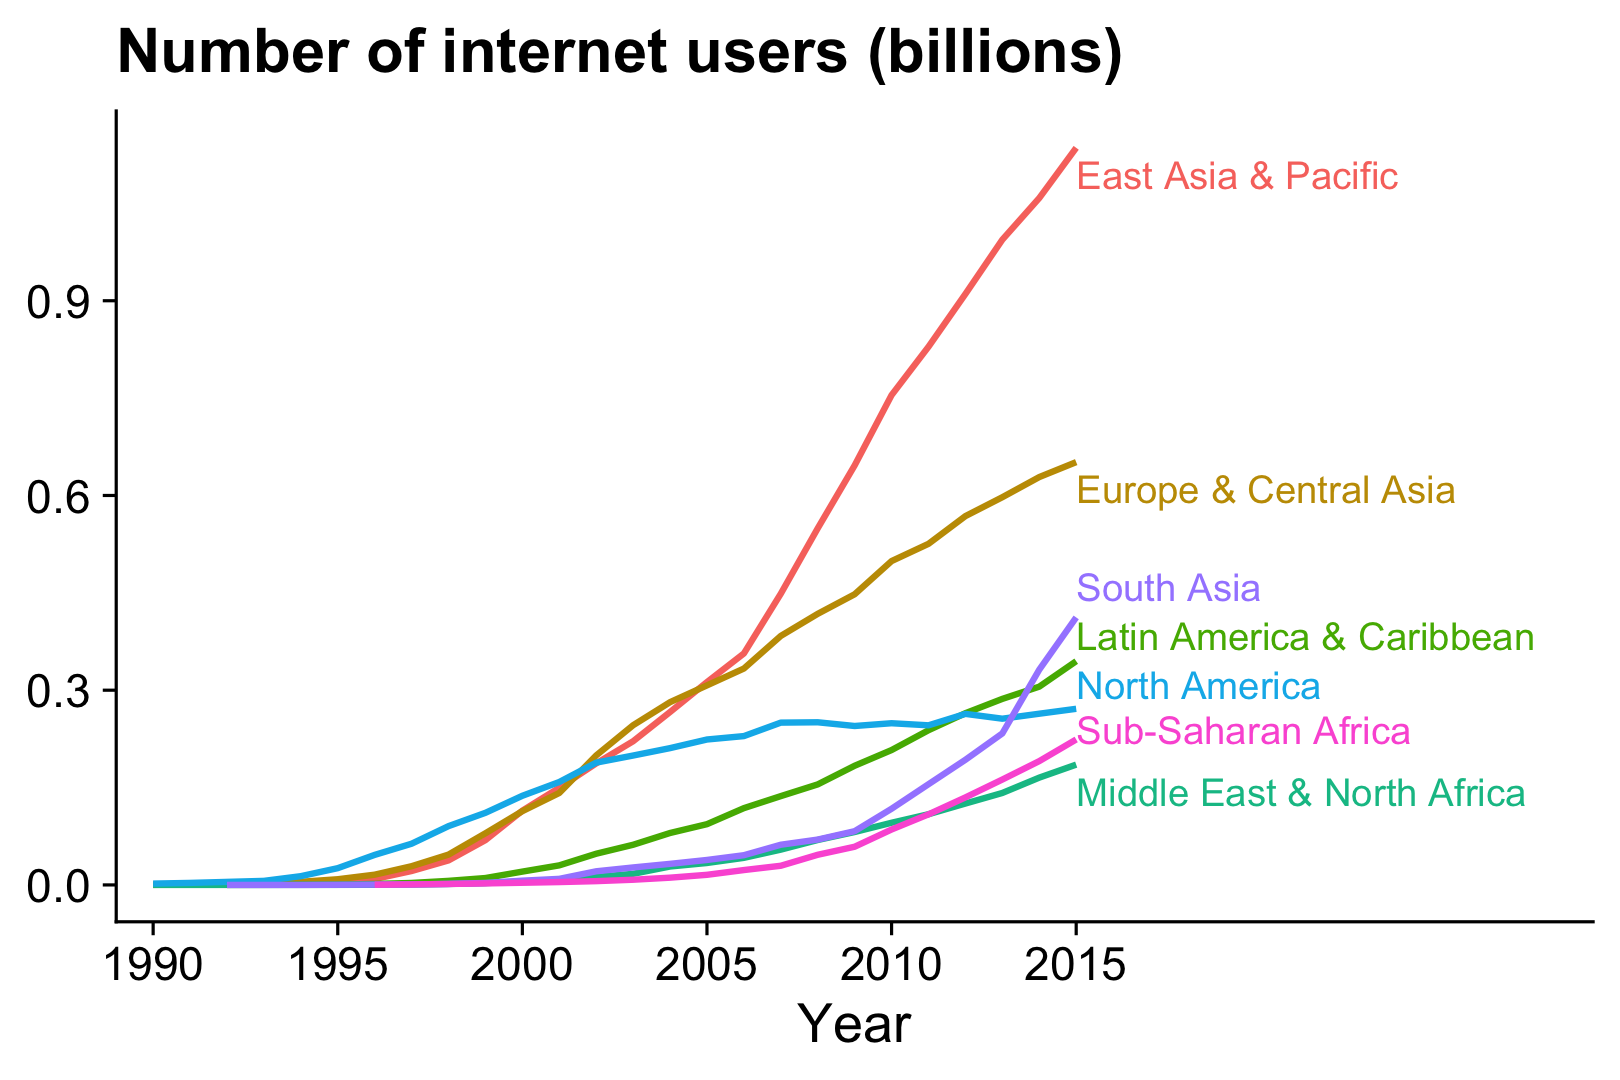 Number of internet users (billions)
East Asia & Pacific
0.9
0.6
Europe & Central Asia
South Asia
Latin America & Caribbean
0.3
North America
Sub-Saharan Africa
Middle East & North Africa
0.0
1990 1995 2000 2005 2010 2015
Year